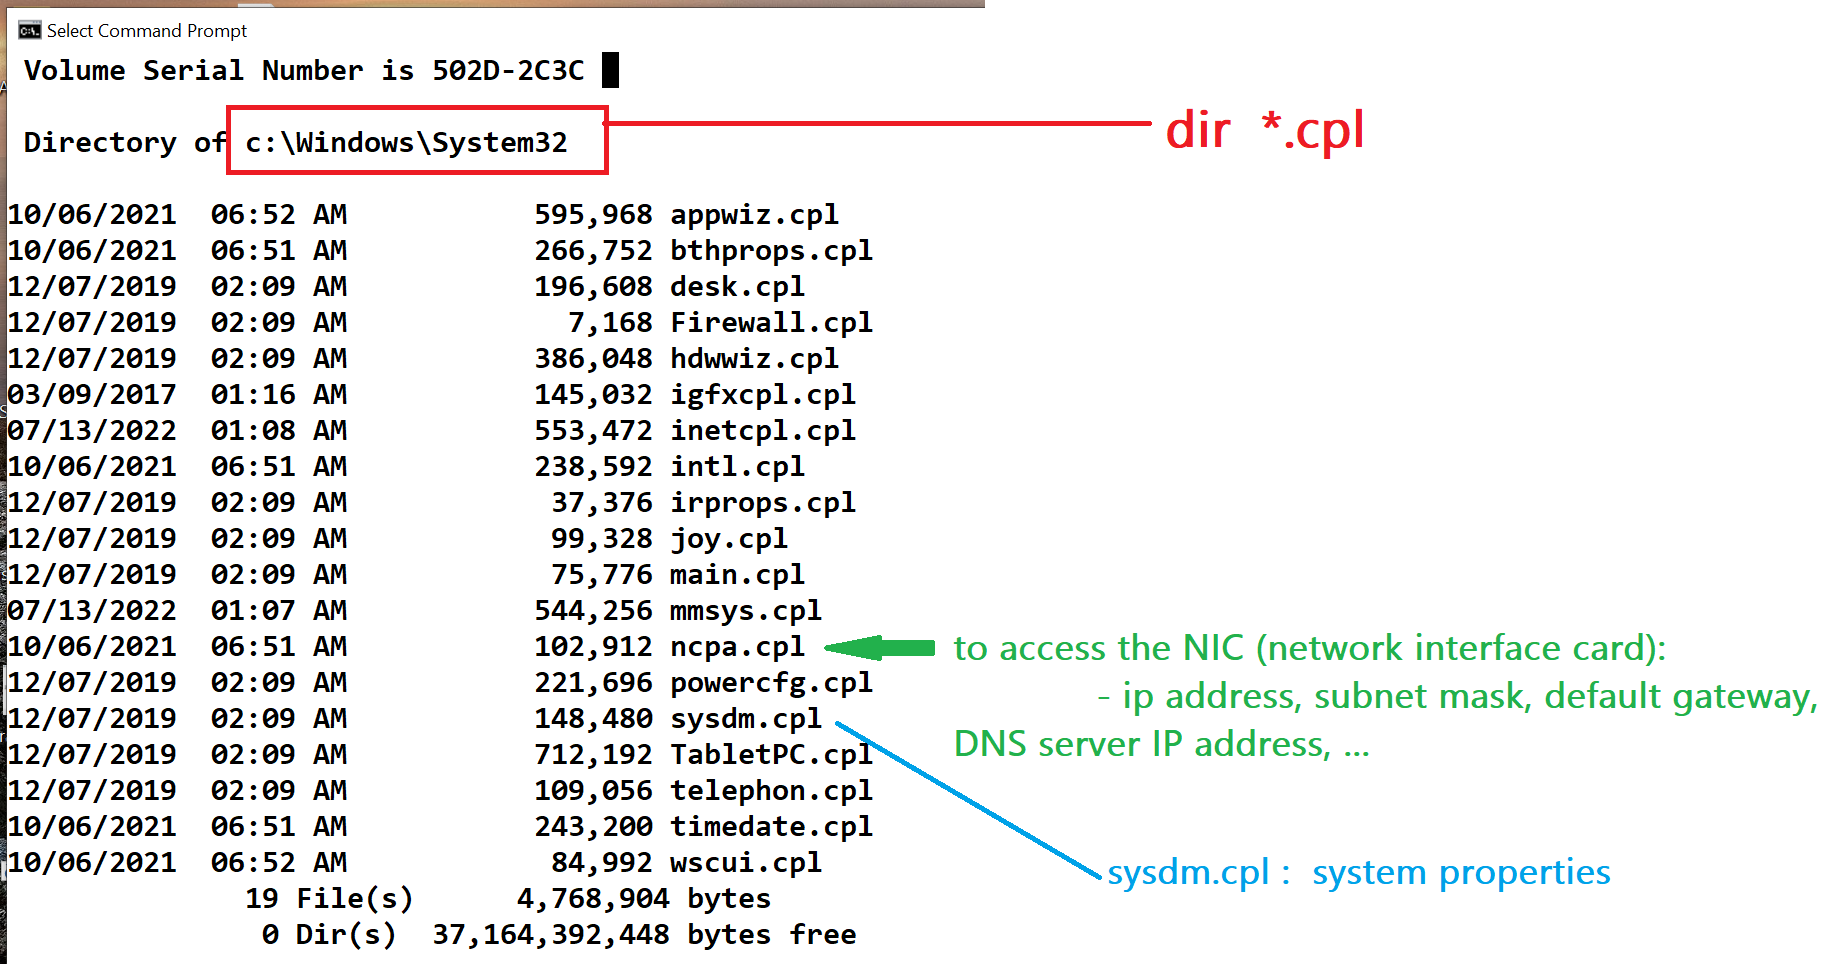 Select Command Prompt
Volume Serial Number is 502D-2C3C
Directory of c:\Windows\System32
dir *.cpl
10/06/2021 06:52 AM 595,968 appwiz.cpl
10/06/2021 06:51 AM 266,752 bthprops.cpl
12/07/2019 02:09 AM 196,608 desk.cpl
12/07/2019 02:09 AM 7,168 Firewall.cpl
12/07/2019 02:09 AM 386,048 hdwwiz.cpl
03/09/2017 01:16 AM 145,032 igfxcpl.cpl
07/13/2022 01:08 AM 553,472 inetcpl.cpl
10/06/2021 06:51 AM 238,592 intl.cpl
12/07/2019 02:09 AM 37,376 irprops.cpl
12/07/2019 02:09 AM 99,328 joy.cpl
12/07/2019 02:09 AM 75,776 main.cpl
07/13/2022 01:07 AM 544,256 mmsys.cpl
10/06/2021 06:51 AM 102,912 ncpa.cpl
12/07/2019 02:09 AM 221,696 powercfg.cpl
12/07/2019 02:09 AM 148,480 sysdm.cpl
12/07/2019 02:09 AM 712,192 TabletPC.cpl
12/07/2019 02:09 AM 109,056 telephon.cpl
10/06/2021 06:51 AM 243,200 timedate.cpl
10/06/2021 06:52 AM 84,992 wscui.cpl
19 File(s) 4,768,904 bytes
0 Dir(s) 37,164,392,448 bytes free
to access the NIC (network interface card):
- ip address, subnet mask, default gateway,
DNS server IP address, ...
sysdm.cpl : system properties